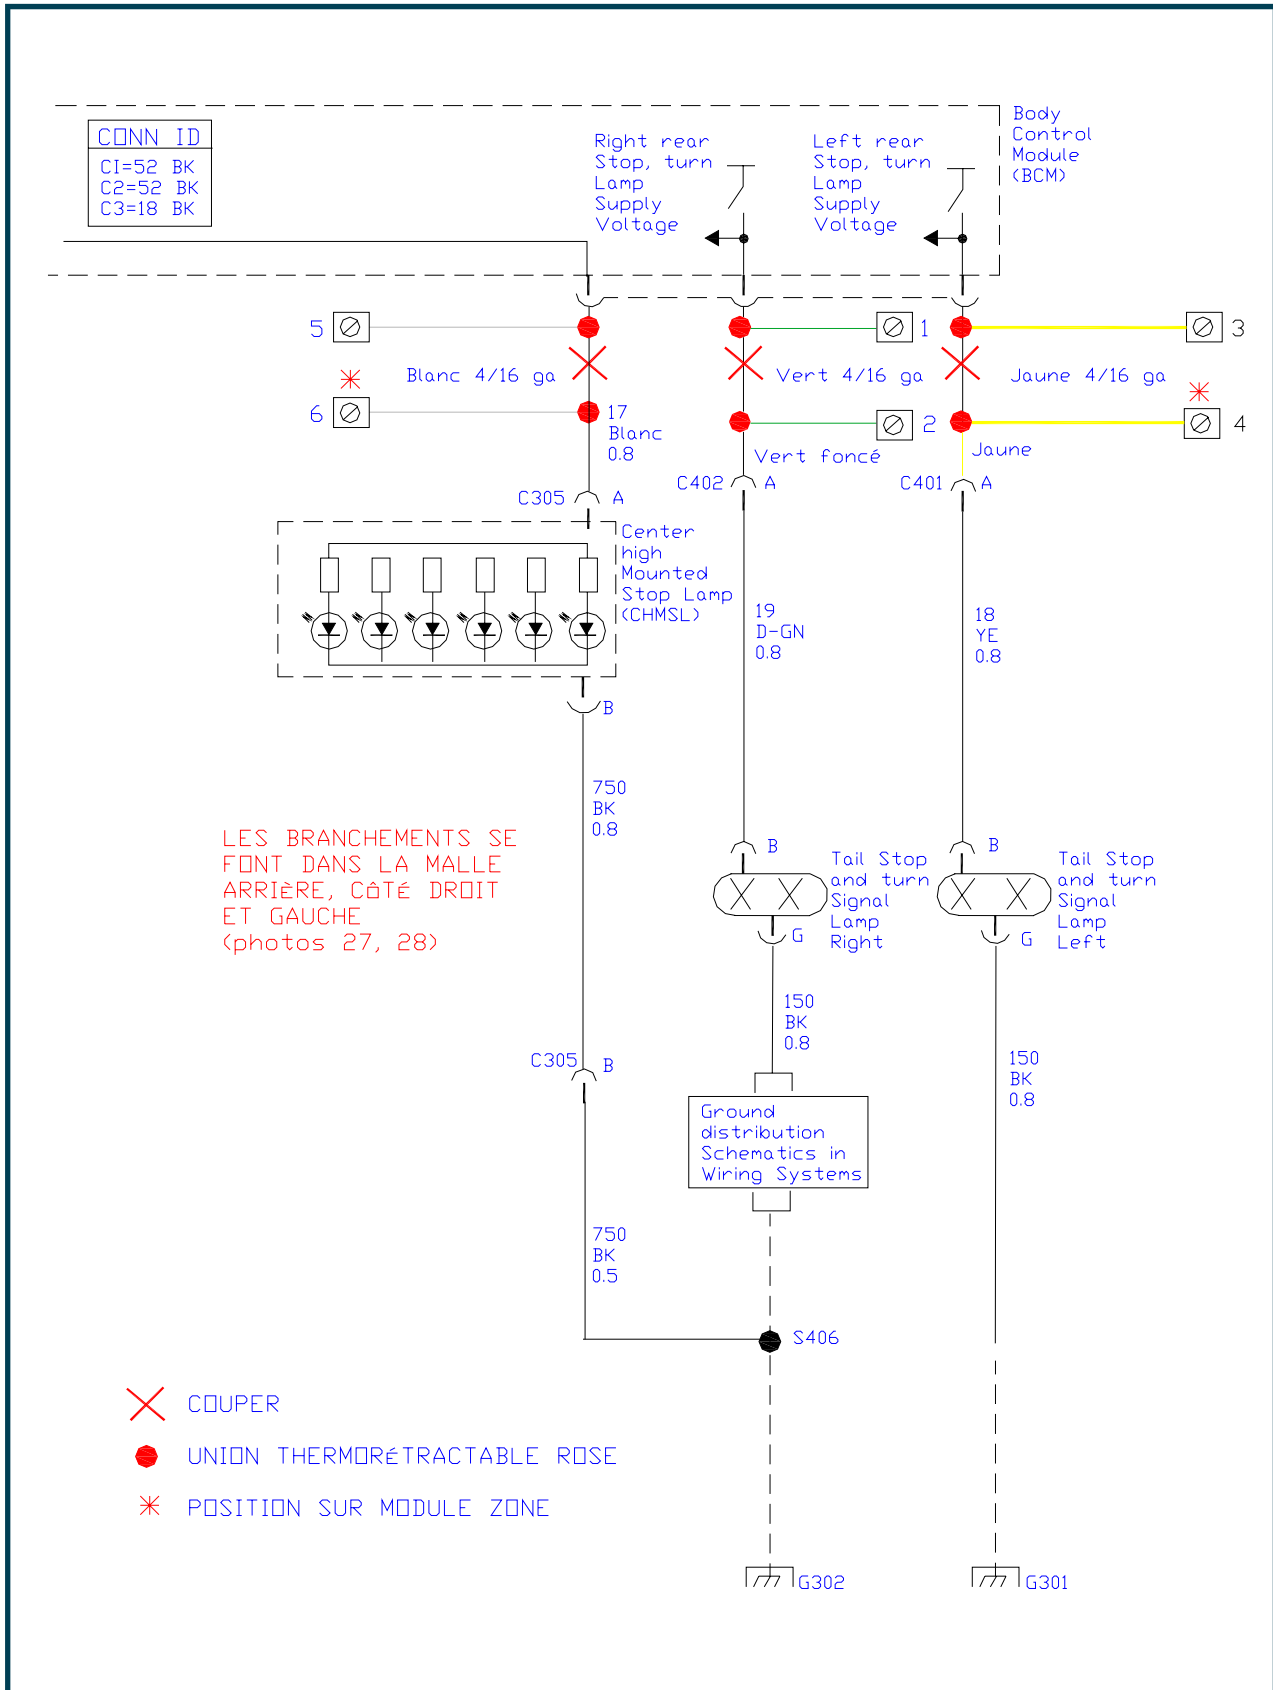 CONN ID
CI=52 BK
C2=52 BK
C3=18 BK
Right rear
Stop, turn
Lamp
Supply
Voltage
Left rear
Stop, turn
Lamp
Supply
Voltage
Body
Control
Module
(BCM)
5
1
3
Blanc 4/16 ga
Vert 4/16 ga
Jaune 4/16 ga
6
17
Blanc
0.8
2
4
Vert foncé
Jaune
C305
A
C402
A
C401
A
Center
high
Mounted
Stop Lamp
(CHMSL)
19
D-GN
0.8
18
YE
0.8
B
750
BK
0.8
LES BRANCHEMENTS SE
FONT DANS LA MALLE
ARRIÈRE, CÔTÉ DROIT
ET GAUCHE
(photos 27, 28)
B
B
Tail Stop
and turn
Signal
Lamp
Right
Tail Stop
and turn
Signal
Lamp
Left
G
G
150
BK
0.8
150
BK
0.8
C305
B
Ground
distribution
Schematics in
Wiring Systems
750
BK
0.5
S406
COUPER
UNION THERMORÉTRACTABLE ROSE
POSITION SUR MODULE ZONE
G302
G301